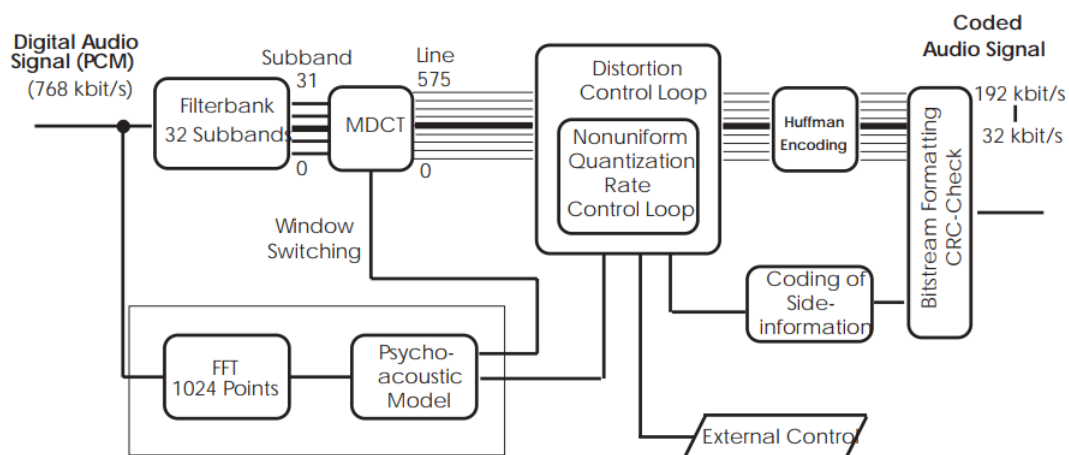 Digital Audio
Signal (PCM)
(768 kbit/s)
Filterbank
32 Subbands
Subband
31
0
MDCT
Line
575
0
Window
Switching
Distortion
Control Loop
Nonuniform
Quantization
Rate
Control Loop
Huffman
Encoding
Coded
Audio Signal
192 kbit/s
32 kbit/s
Bitstream Formatting
CRC-Check
Coding of
Side-
information
FFT
1024 Points
Psycho-
acoustic
Model
External Control